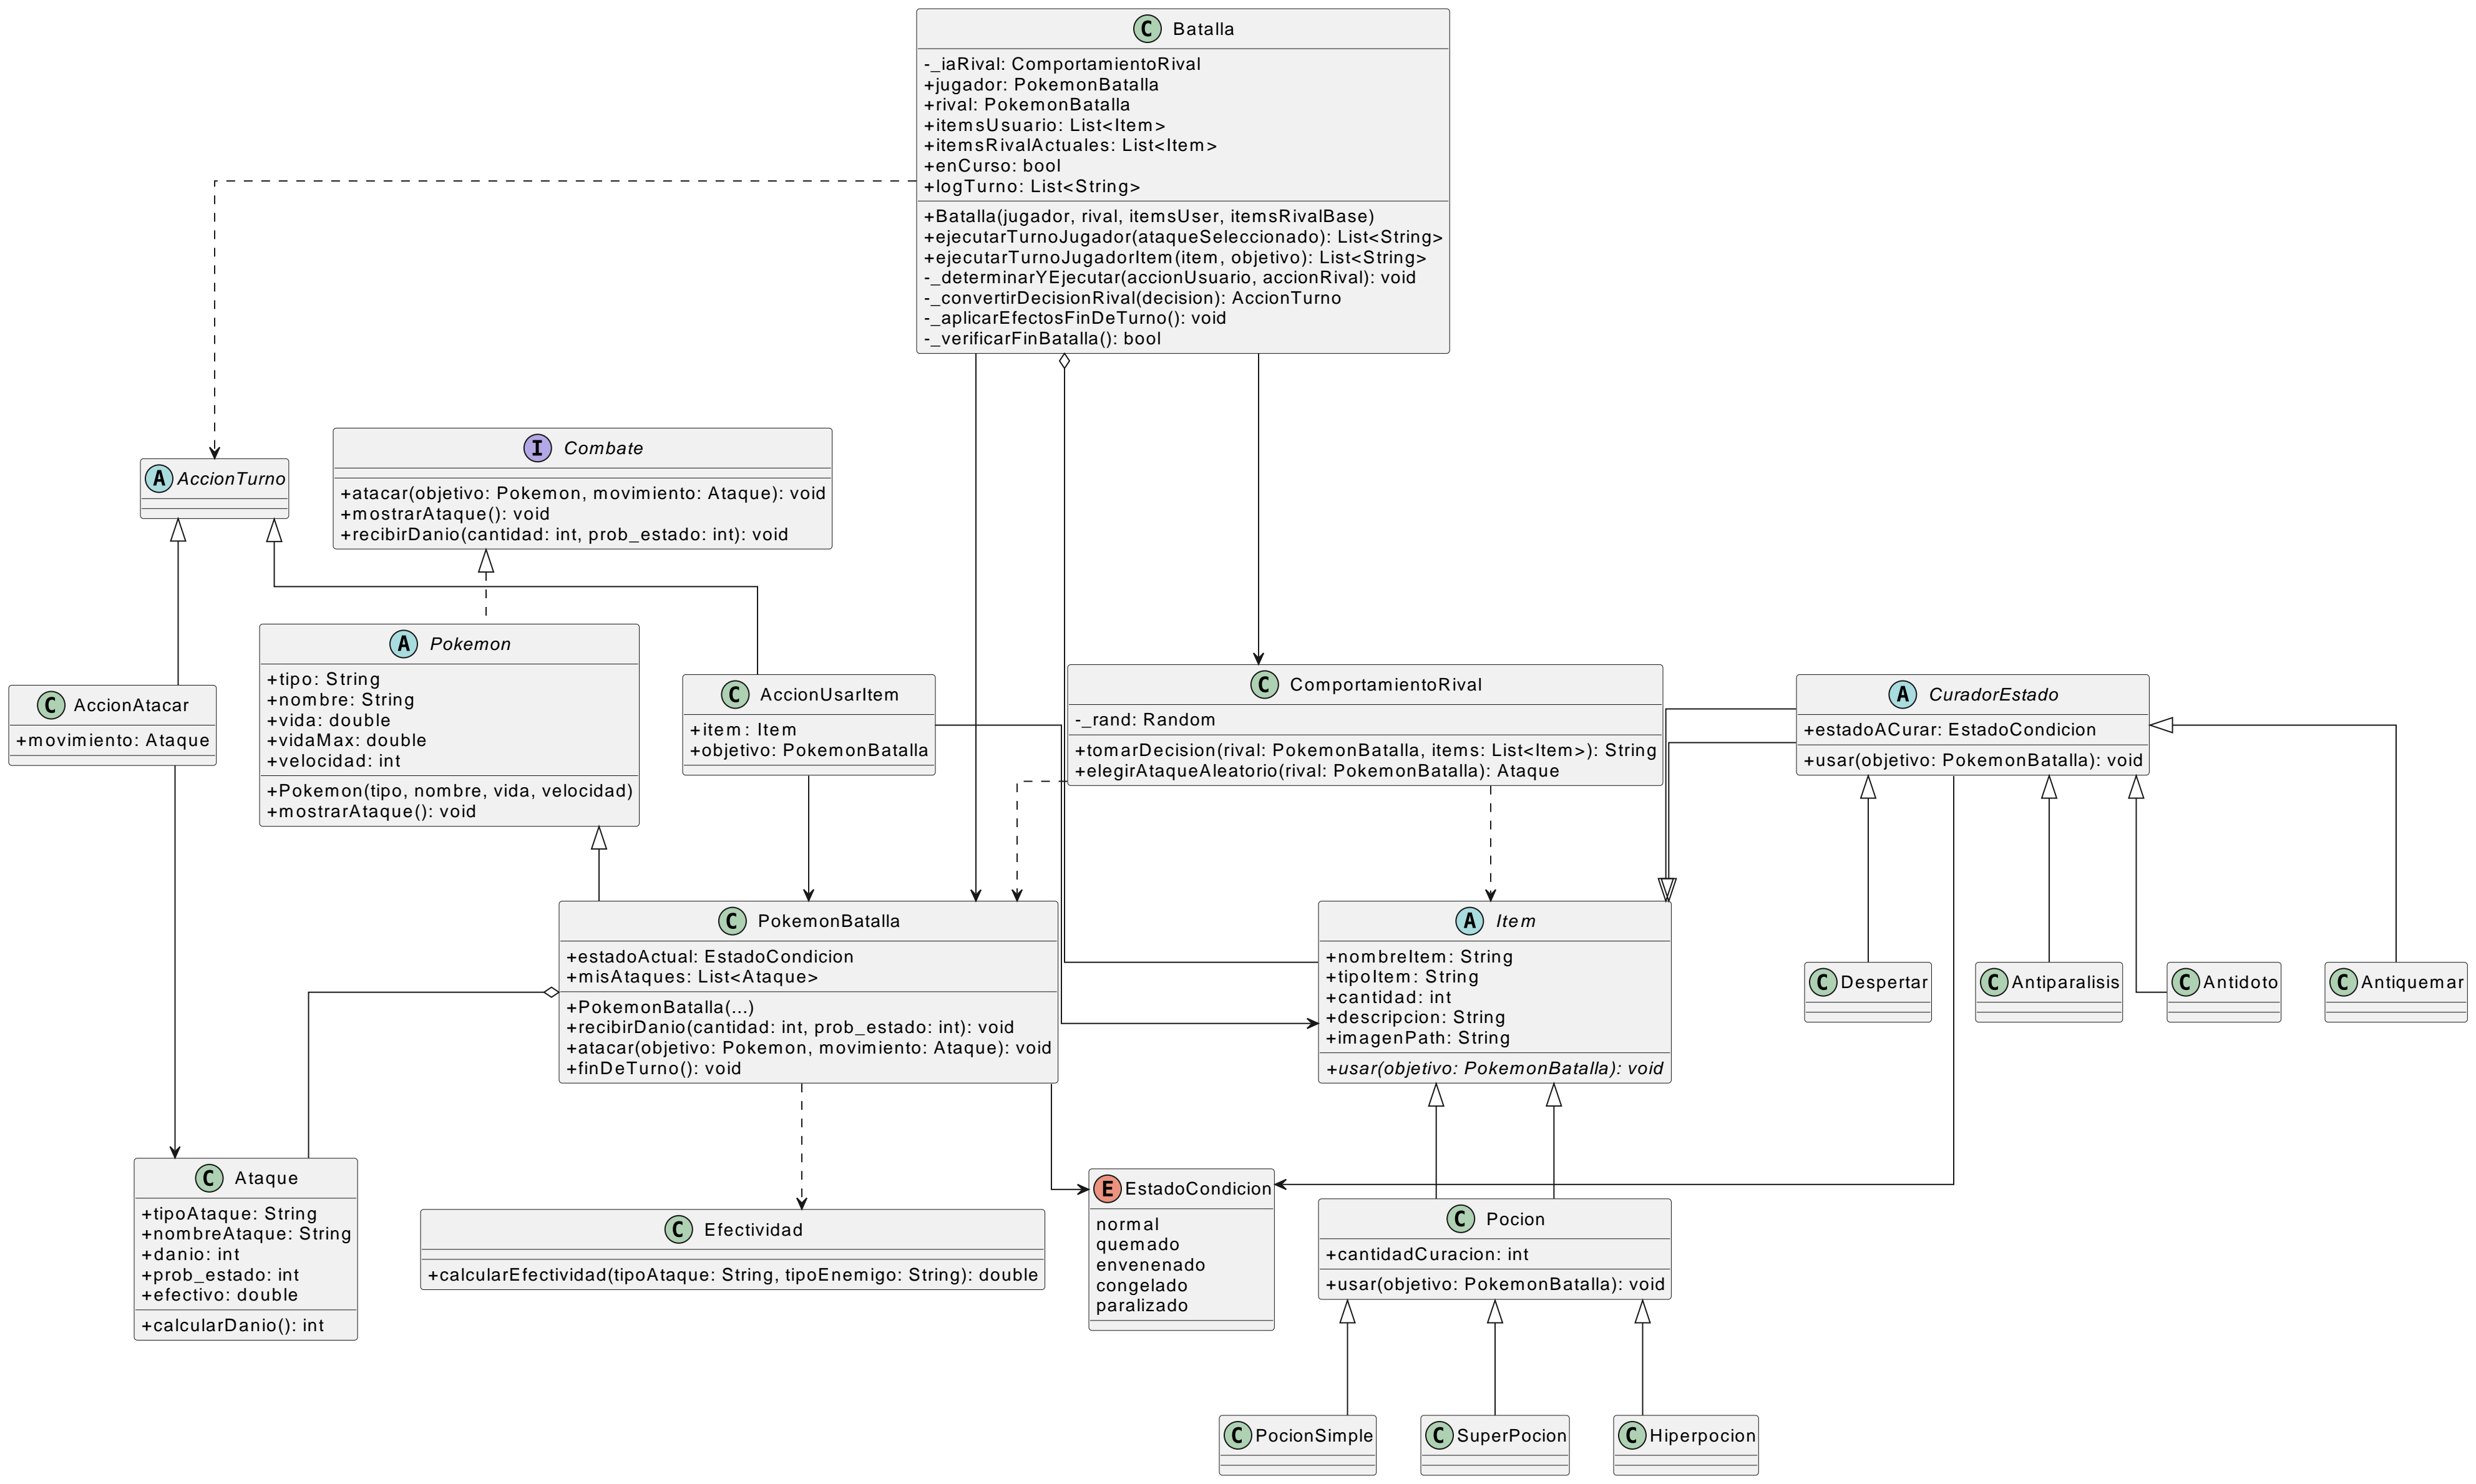 C Batalla
-_iaRival: ComportamientoRival
+jugador: PokemonBatalla
+rival: PokemonBatalla
+itemsUsuario: List<Item>
+itemsRivalActuales: List<Item>
+enCurso: bool
+logTurno: List<String>
+Batalla(jugador, rival, itemsUser, itemsRivalBase)
+ejecutarTurnoJugador(ataqueSeleccionado): List<String>
+ejecutarTurnoJugadorItem(item, objetivo): List<String>
-_determinarYEjecutar(accionUsuario, accionRival): void
-_convertirDecisionRival(decision): AccionTurno
-_aplicarEfectosFinDeTurno(): void
-_verificarFinBatalla(): bool
A AccionTurno
I Combate
+atacar(objetivo: Pokemon, movimiento: Ataque): void
+mostrarAtaque(): void
+recibirDanio(cantidad: int, prob_estado: int): void
C AccionAtacar
+movimiento: Ataque
A Pokemon
+tipo: String
+nombre: String
+vida: double
+vidaMax: double
+velocidad: int
+Pokemon(tipo, nombre, vida, velocidad)
+mostrarAtaque(): void
C AccionUsarItem
+item: Item
+objetivo: PokemonBatalla
C ComportamientoRival
-_rand: Random
+tomarDecision(rival: PokemonBatalla, items: List<Item>): String
+elegirAtaqueAleatorio(rival: PokemonBatalla): Ataque
A CuradorEstado
+estadoACurar: EstadoCondicion
+usar(objetivo: PokemonBatalla): void
C PokemonBatalla
+estadoActual: EstadoCondicion
+misAtaques: List<Ataque>
+PokemonBatalla(...)
+recibirDanio(cantidad: int, prob_estado: int): void
+atacar(objetivo: Pokemon, movimiento: Ataque): void
+finDeTurno(): void
A Item
+nombreItem: String
+tipoItem: String
+cantidad: int
+descripcion: String
+imagenPath: String
+usar(objetivo: PokemonBatalla): void
C Despertar
C Antiparalisis
C Antidoto
C Antiquemar
C Ataque
+tipoAtaque: String
+nombreAtaque: String
+danio: int
+prob_estado: int
+efectivo: double
+calcularDanio(): int
C Efectividad
+calcularEfectividad(tipoAtaque: String, tipoEnemigo: String): double
E EstadoCondicion
normal
quemado
envenenado
congelado
paralizado
C Pocion
+cantidadCuracion: int
+usar(objetivo: PokemonBatalla): void
C PocionSimple
C SuperPocion
C Hiperpocion